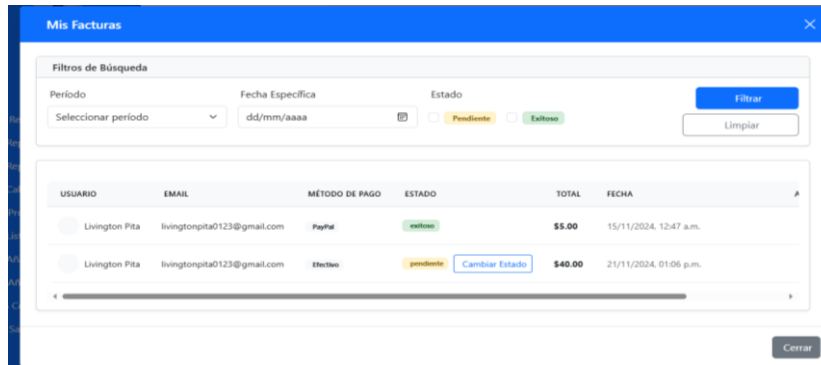 Mis Facturas
Filtros de Búsqueda
Período Fecha Específica Estado
Seleccionar período dd/mm/aaaa Pendiente Exitoso Filtrar
Limpiar
USUARIO EMAIL MÉTODO DE PAGO ESTADO TOTAL FECHA A
Livington Pita livingtonpita0123@gmail.com PayPal exitoso $5.00 15/11/2024, 12:47 a.m.
Livington Pita livingtonpita0123@gmail.com Efectivo pendiente Cambiar Estado $40.00 21/11/2024, 01:06 p.m.
Cerrar